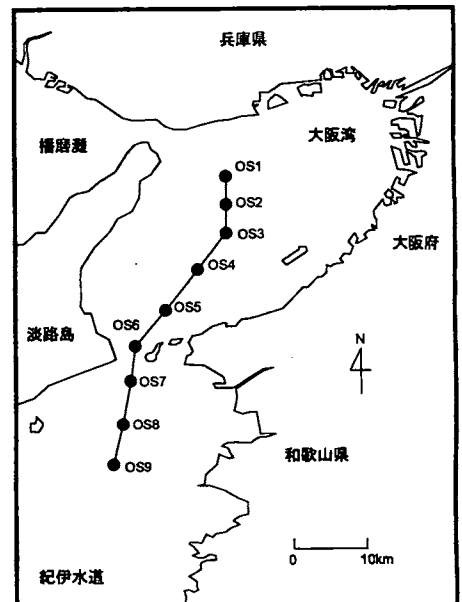 兵庫県
播磨灘
大阪湾
OS1
OS2
OS3
大阪府
OS4
OS5
淡路島
OS6
N
OS7
OS8
和歌山県
OS9
0
10km
紀伊水道